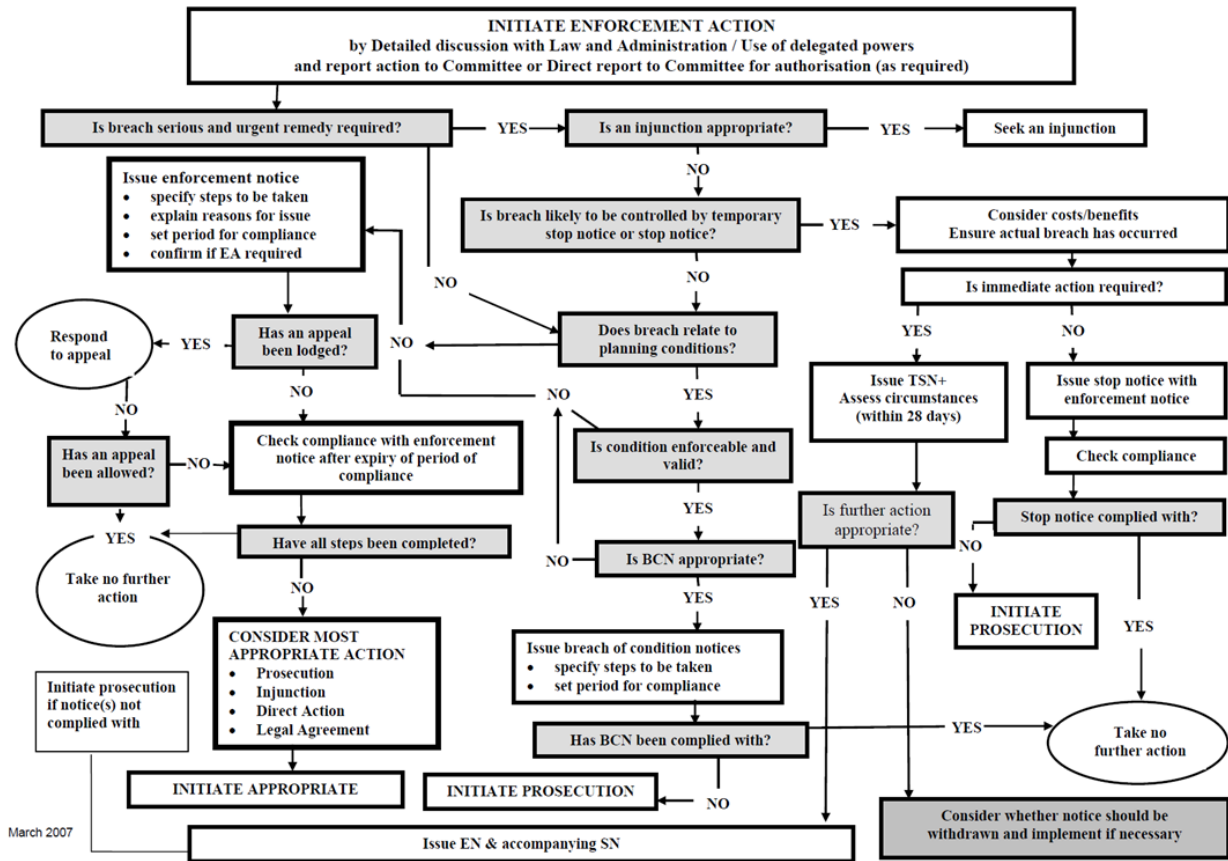 INITIATE ENFORCEMENT ACTION
by Detailed discussion with Law and Administration / Use of delegated powers
and report action to Committee or Direct report to Committee for authorisation (as required)
Is breach serious and urgent remedy required?
YES
Is an injunction appropriate?
YES
Seek an injunction
Issue enforcement notice
• specify steps to be taken
• explain reasons for issue
• set period for compliance
• confirm if EA required
NO
Is breach likely to be controlled by temporary
stop notice or stop notice?
YES
Consider costs/benefits
Ensure actual breach has occurred
NO
NO
Is immediate action required?
Respond
to appeal
YES
Has an appeal
been lodged?
NO
Does breach relate to
planning conditions?
YES
NO
NO
NO
YES
NO
Issue TSN+
Assess circumstances
(within 28 days)
Issue stop notice with
enforcement notice
Has an appeal
been allowed?
NO
Check compliance with enforcement
notice after expiry of period of
compliance
Is condition enforceable and
valid?
Check compliance
YES
YES
Is further action
appropriate?
Stop notice complied with?
Have all steps been completed?
NO
Is BCN appropriate?
NO
Take no further
action
NO
YES
YES
NO
INITIATE
PROSECUTION
YES
CONSIDER MOST
APPROPRIATE ACTION
• Prosecution
• Injunction
• Direct Action
• Legal Agreement
Issue breach of condition notices
• specify steps to be taken
• set period for compliance
Initiate prosecution
if notice(s) not
complied with
Has BCN been complied with?
YES
Take no
further action
INITIATE APPROPRIATE
INITIATE PROSECUTION
NO
Consider whether notice should be
withdrawn and implement if necessary
March 2007
Issue EN & accompanying SN